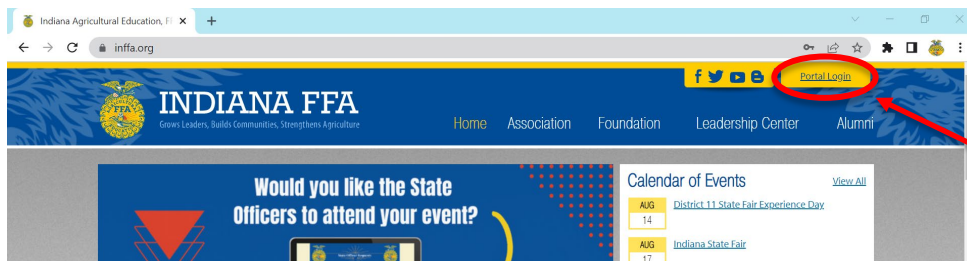 Indiana Agricultural Education, F
inffa.org
Portal Login
FFA
INDIANA FFA
Grows Leaders, Builds Communities, Strengthens Agriculture
Home Association Foundation Leadership Center Alumni
Would you like the State
Officers to attend your event?
Calendar of Events View All
AUG
14
District 11 State Fair Experience Day
AUG
17
Indiana State Fair